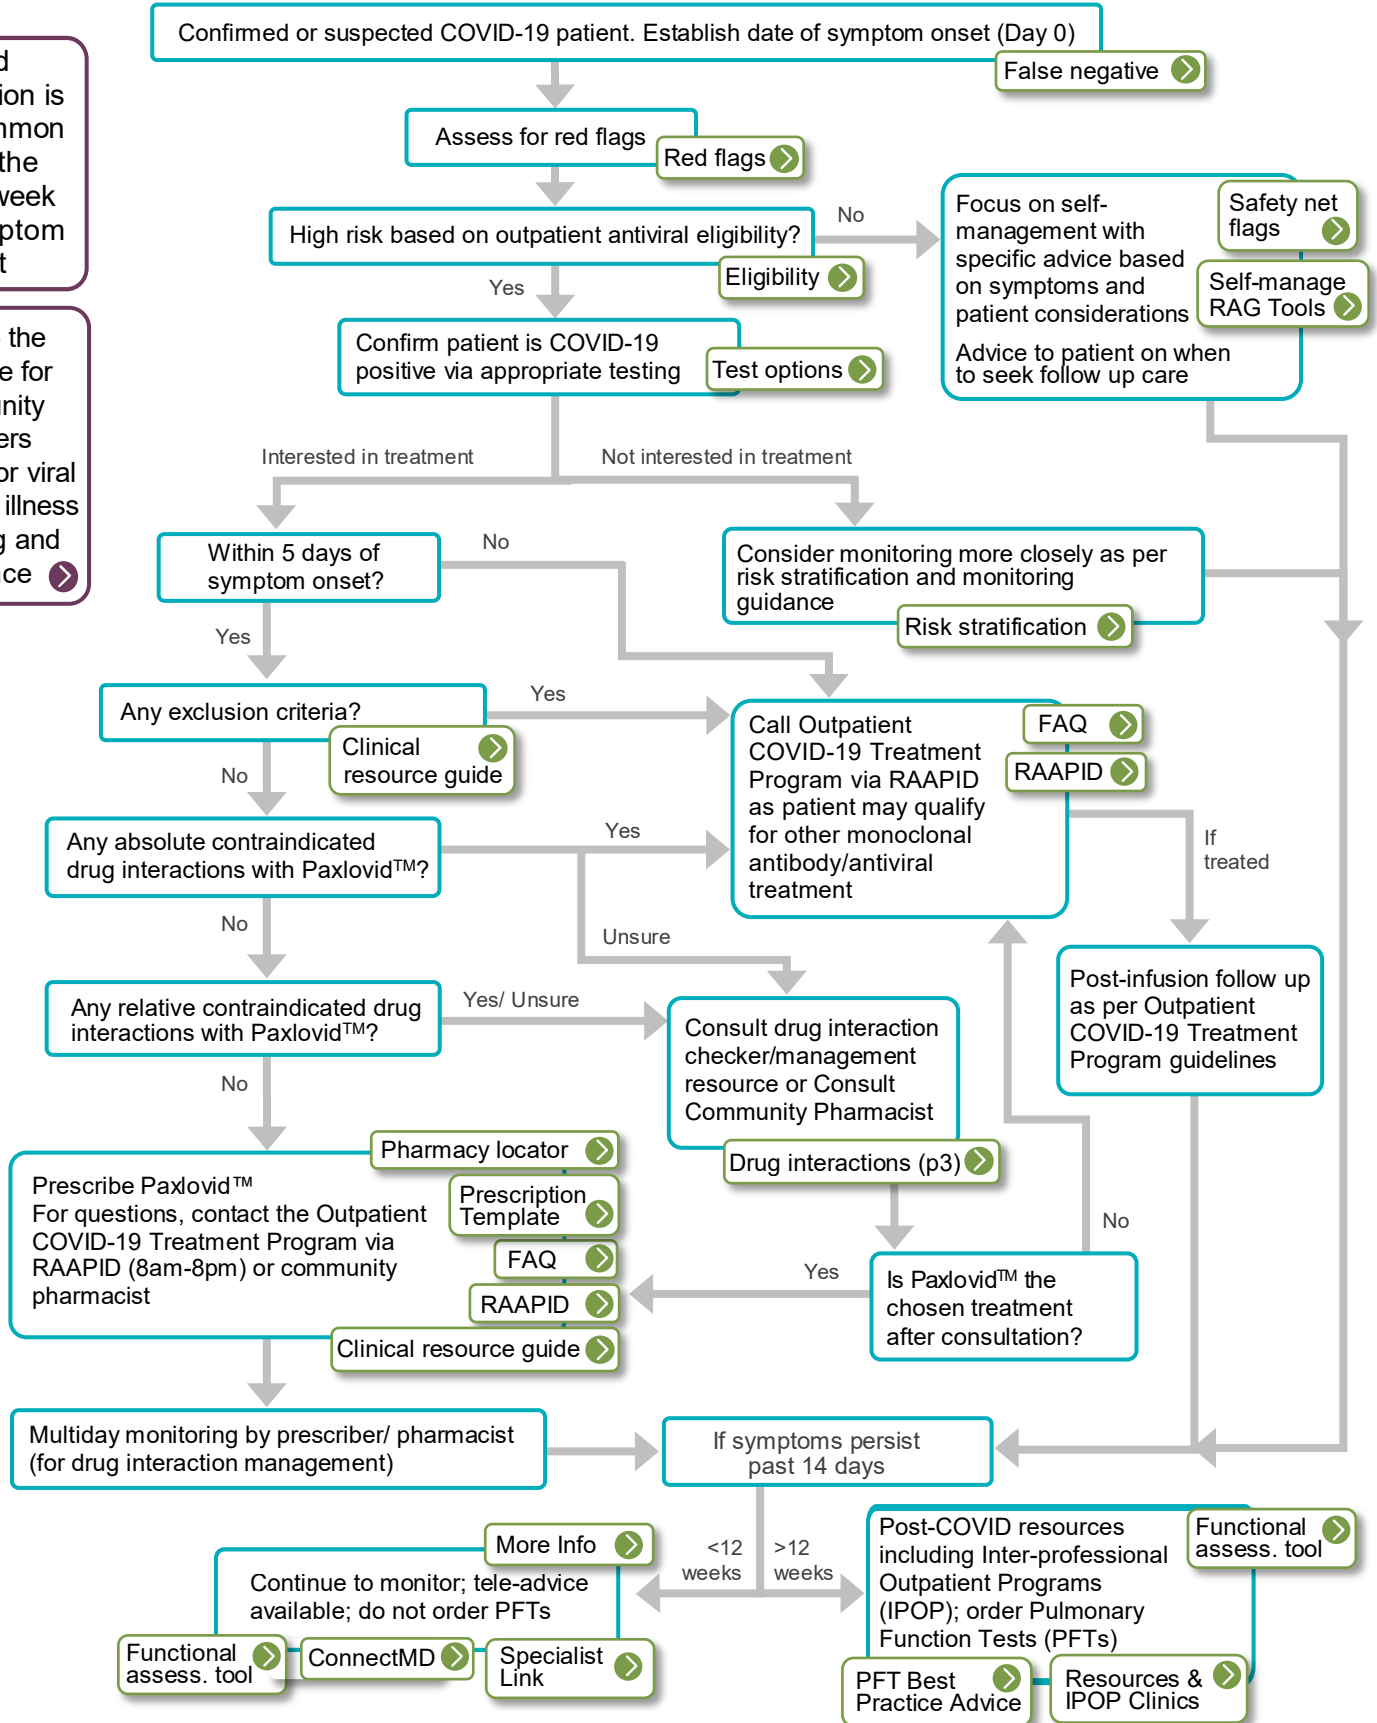 Confirmed or suspected COVID-19 patient. Establish date of symptom onset (Day 0)
False negative
is
the
week
Assess for red flags
Red flags
High risk based on outpatient antiviral eligibility?
Eligibility
No
Yes
Focus on self-
management with
specific advice based
on symptoms and
patient considerations
Advice to patient on when
to seek follow up care
Safety net
flags
Self-manage
RAG Tools
Confirm patient is COVID-19
positive via appropriate testing
Test options
the
for
or viral
illness
and
Interested in treatment
Not interested in treatment
Within 5 days of
symptom onset?
No
Yes
Consider monitoring more closely as per
risk stratification and monitoring
guidance
Risk stratification
Any exclusion criteria?
Clinical
resource guide
Yes
No
Call Outpatient
COVID-19 Treatment
Program via RAAPID
as patient may qualify
for other monoclonal
antibody/antiviral
treatment
FAQ
RAAPID
If
treated
Any absolute contraindicated
drug interactions with Paxlovid™?
Yes
No
Unsure
Any relative contraindicated drug
interactions with Paxlovid™?
Yes/ Unsure
No
Consult drug interaction
checker/management
resource or Consult
Community Pharmacist
Drug interactions (p3)
Post-infusion follow up
as per Outpatient
COVID-19 Treatment
Program guidelines
Prescribe Paxlovid™
For questions, contact the Outpatient
COVID-19 Treatment Program via
RAAPID (8am-8pm) or community
pharmacist
Pharmacy locator
Prescription
Template
FAQ
RAAPID
Clinical resource guide
Is Paxlovid™ the
chosen treatment
after consultation?
Yes
No
Multiday monitoring by prescriber/ pharmacist
(for drug interaction management)
If symptoms persist
past 14 days
<12
weeks
>12
weeks
More Info
Continue to monitor; tele-advice
available; do not order PFTs
Functional
assess. tool
ConnectMD
Specialist
Link
Post-COVID resources
including Inter-professional
Outpatient Programs
(IPOP); order Pulmonary
Function Tests (PFTs)
Functional
assess. tool
PFT Best
Practice Advice
Resources &
IPOP Clinics